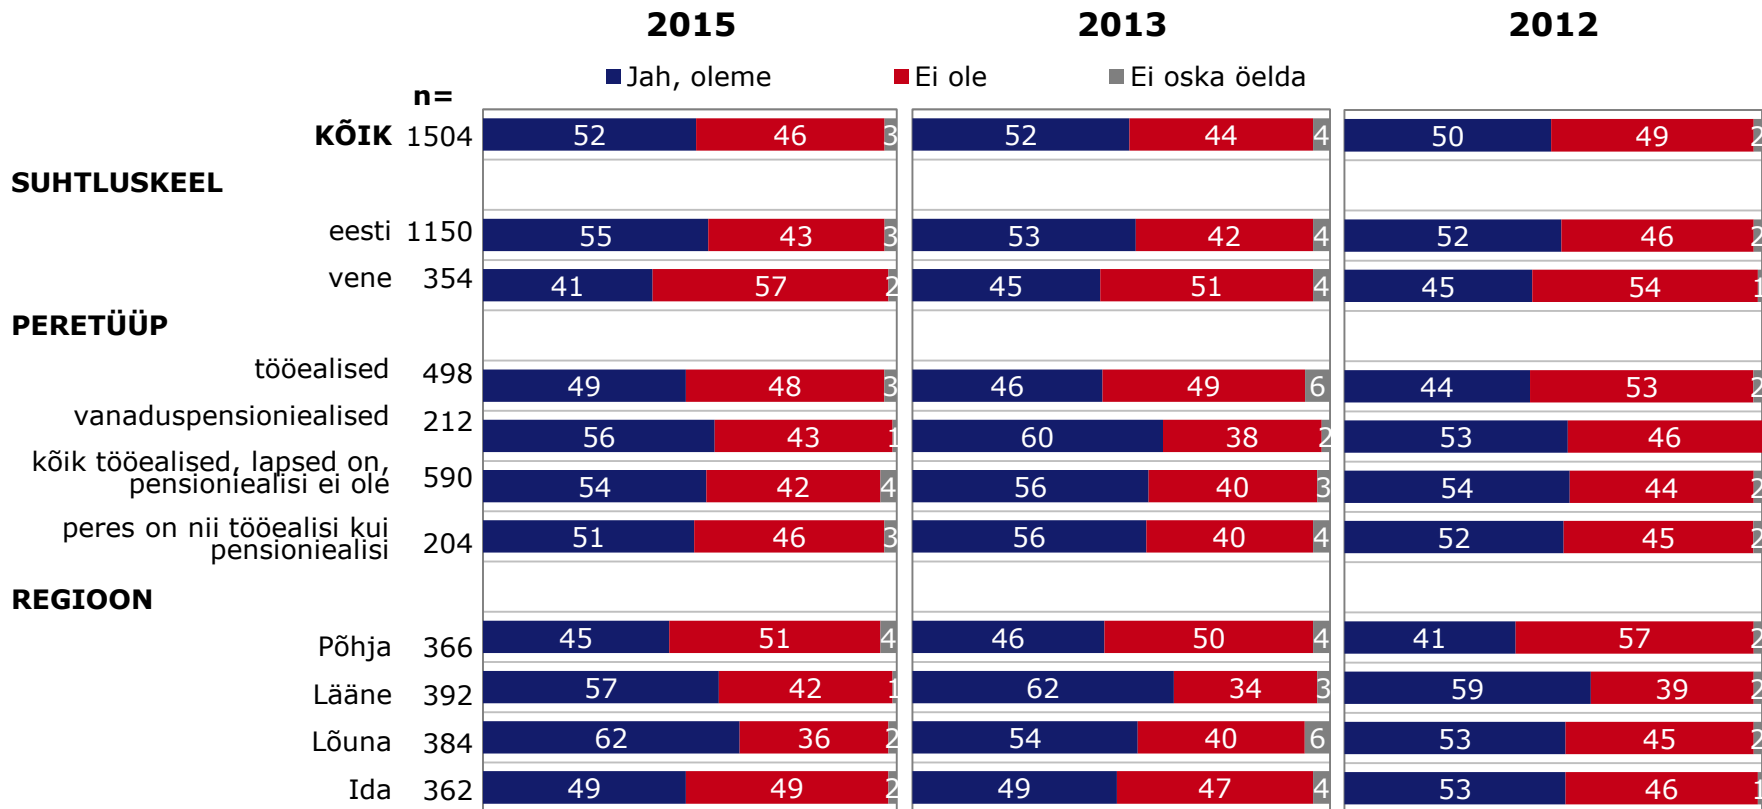 2015 2013 2012
Jah, oleme Ei ole Ei oska öelda
n=
KÕIK 1504 52 46 3 52 44 4 50 49 2
SUHTLUSKEEL
eesti 1150 55 43 3 53 42 4 52 46 2
vene 354 41 57 2 45 51 4 45 54 1
PERETÜÜP
tööealised 498 49 48 3 46 49 6 44 53 2
vanaduspensioniealised 212 56 43 1 60 38 2 53 46
kõik tööealised, lapsed on,
pensioniealisi ei ole 590 54 42 4 56 40 3 54 44 2
peres on nii tööealisi kui
pensioniealisi 204 51 46 3 56 40 4 52 45 2
REGIOON
Põhja 366 45 51 4 46 50 4 41 57 2
Lääne 392 57 42 1 62 34 3 59 39 2
Lõuna 384 62 36 2 54 40 6 53 45 2
Ida 362 49 49 2 49 47 4 53 46 1